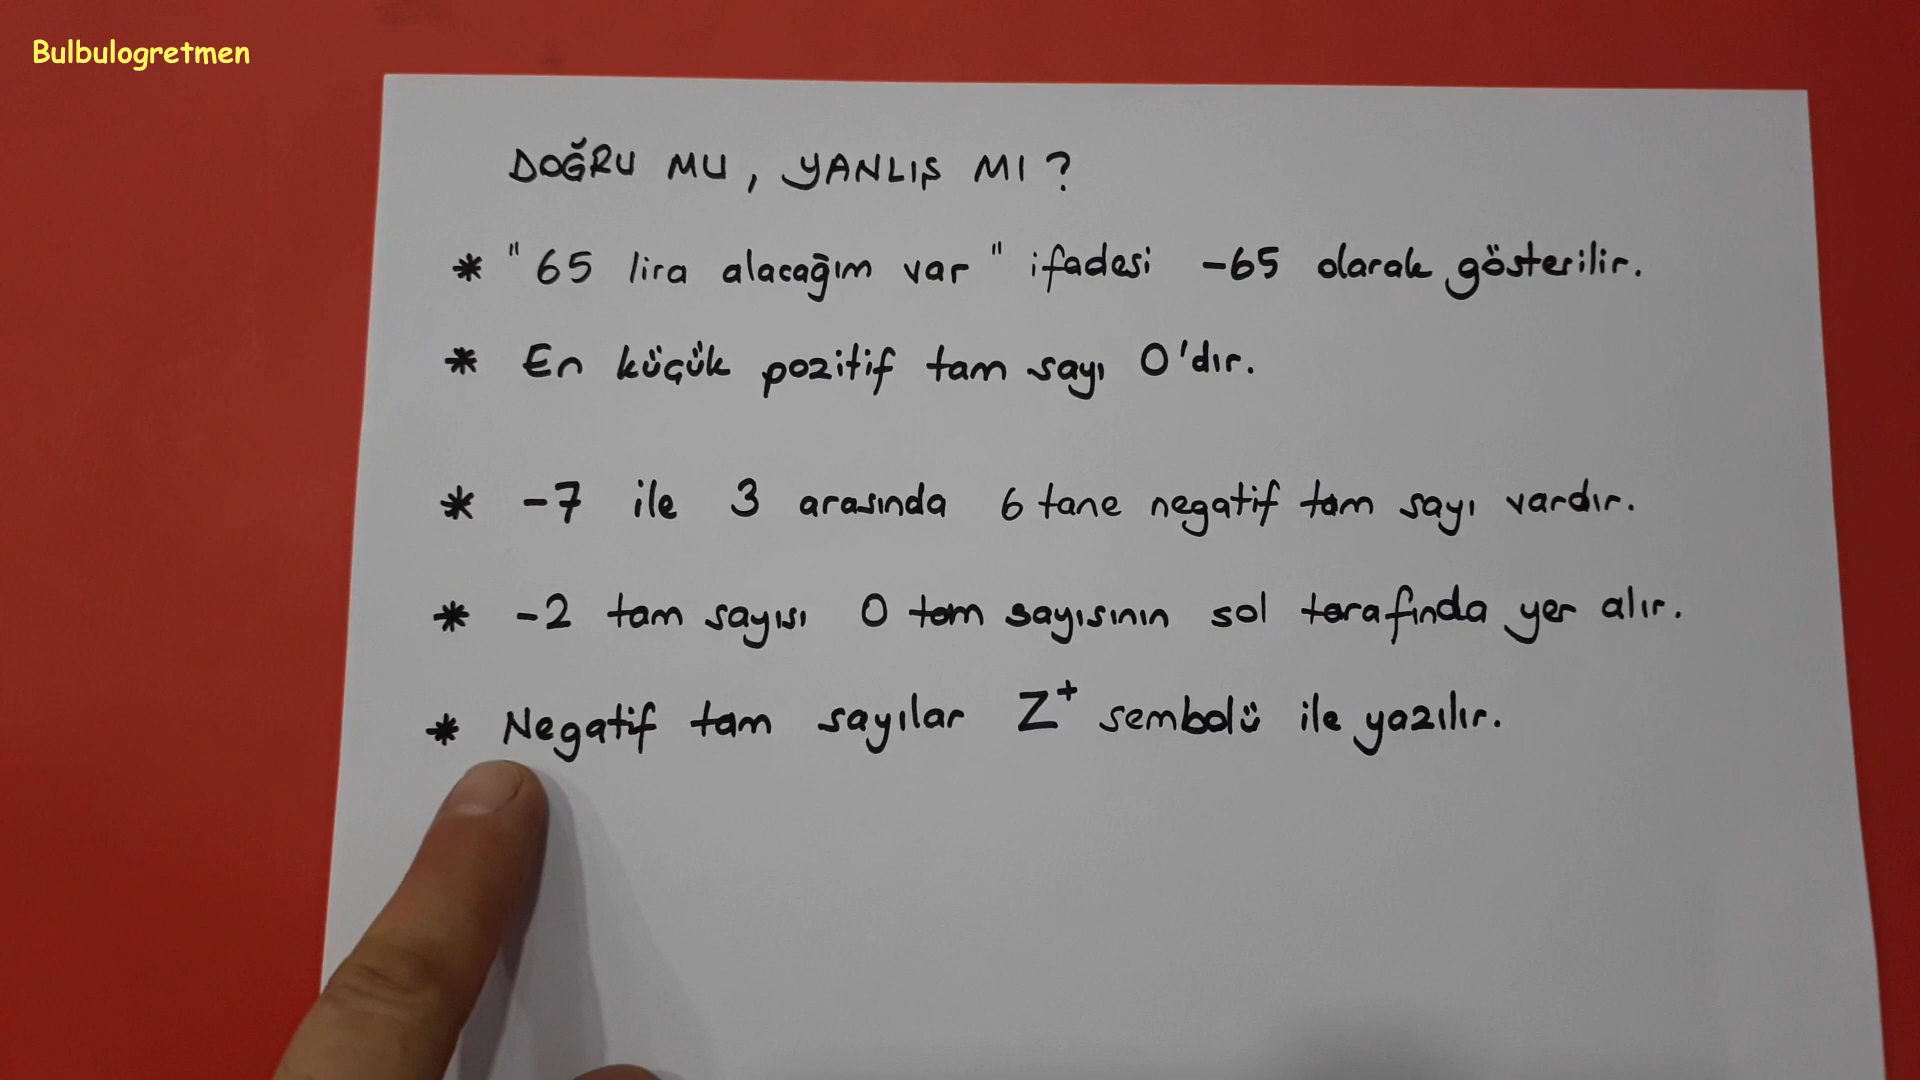 Bulbulogretmen
DOĞRU MU, YANLIŞ MI?
* "65 lira alacağım var" ifadesi -65 olarak gösterilir.
* En küçük pozitif tam sayı 0'dır.
* -7 ile 3 arasında 6 tane negatif tam sayı vardır.
* -2 tam sayısı 0 tam sayısının sol tarafında yer alır.
* Negatif tam sayılar Z⁺ sembolü ile yazılır.